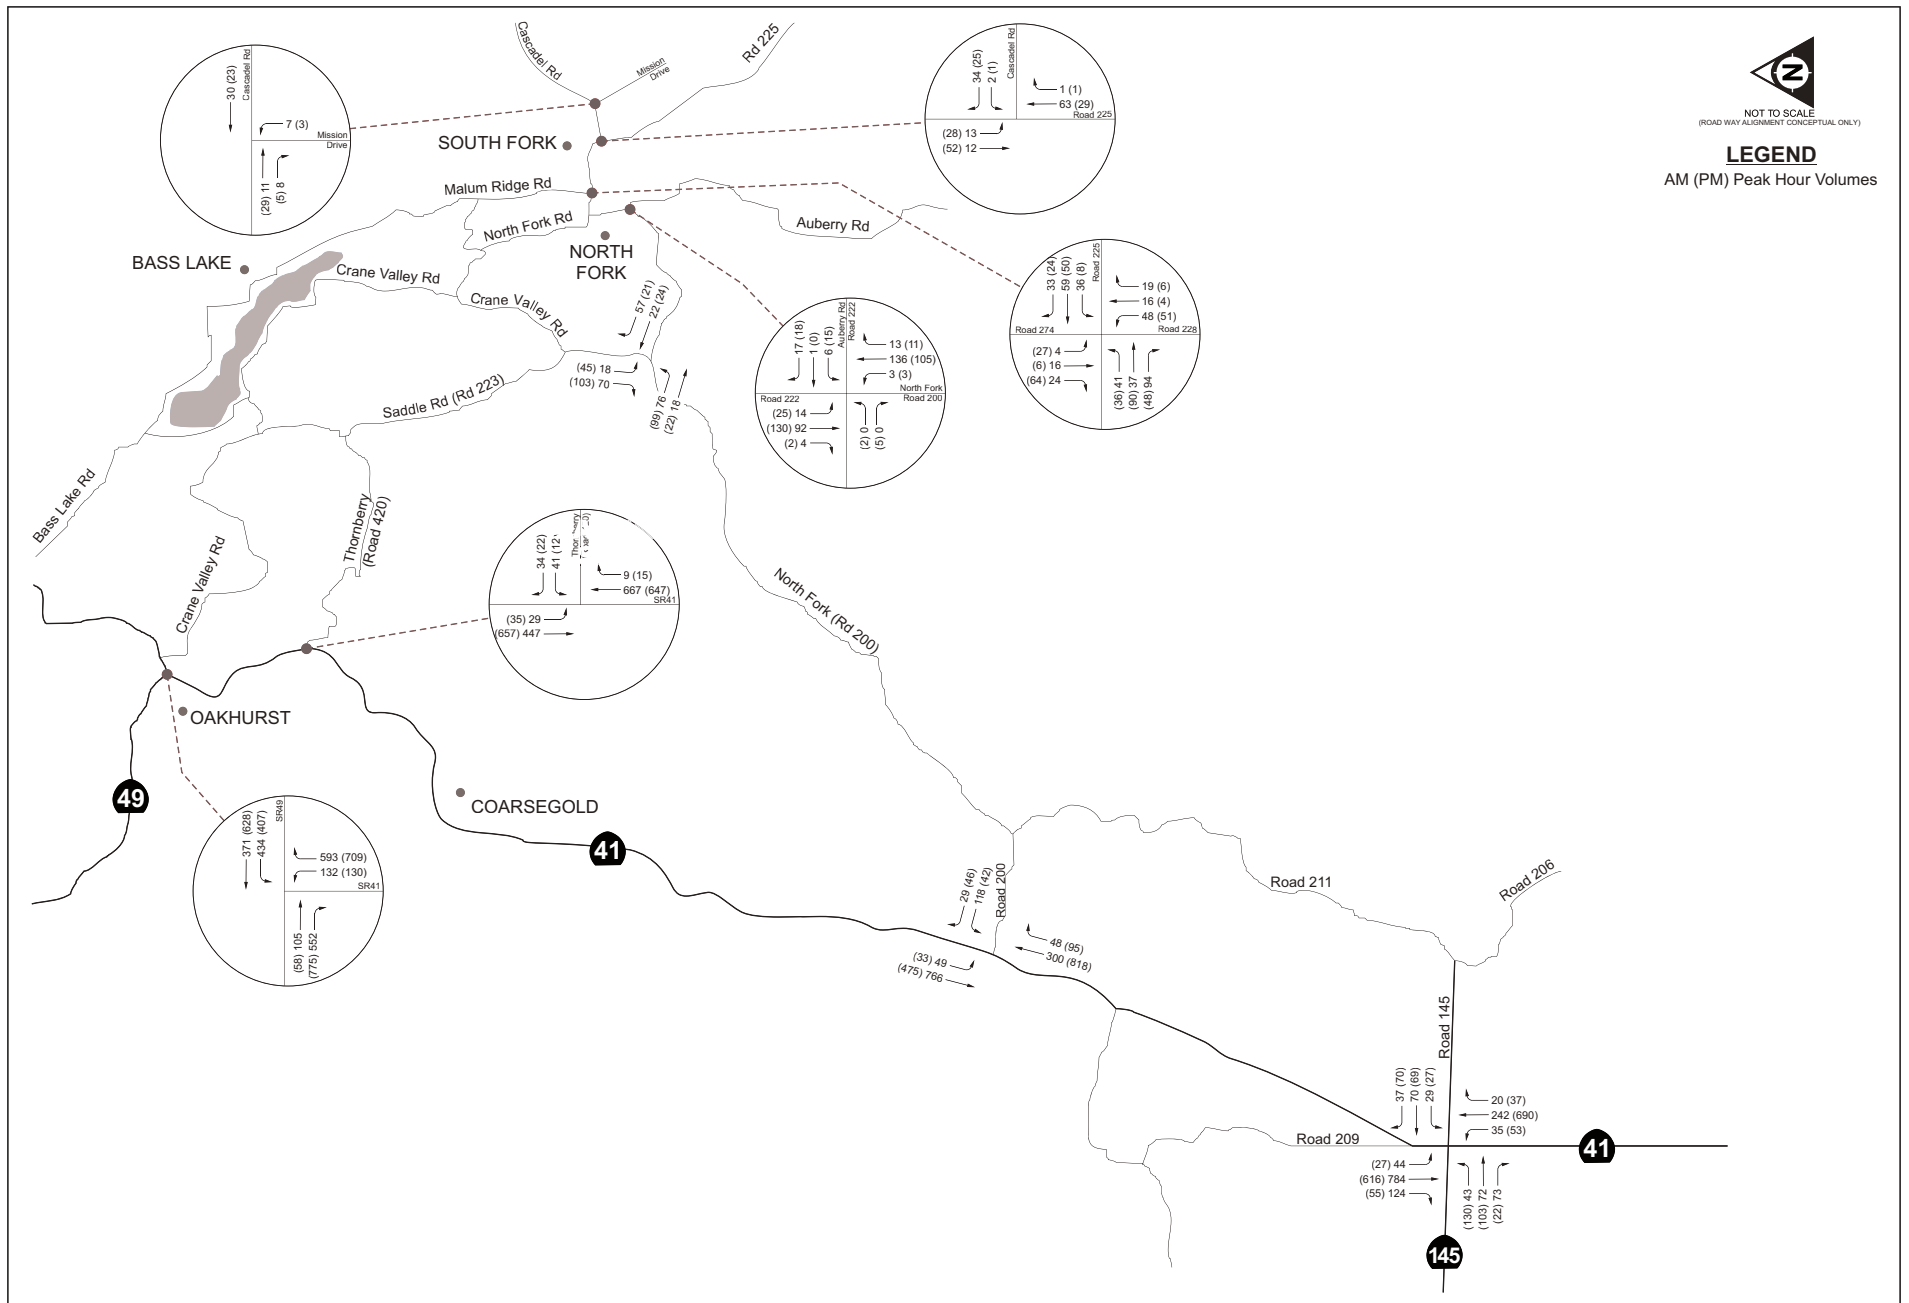 Cascadel Rd
Mission
Drive
Rd 225
NOT TO SCALE
(ROAD WAY ALIGNMENT CONCEPTUAL ONLY)
LEGEND
AM (PM) Peak Hour Volumes
30 (23)
Cascadel Rd
7 (3)
Mission
Drive
(29) 11
(5) 8
34 (25)
2 (1)
Cascadel Rd
1 (1)
63 (29)
Road 225
(28) 13
(52) 12
SOUTH FORK
Malum Ridge Rd
North Fork Rd
NORTH
FORK
Auberry Rd
BASS LAKE
Crane Valley Rd
Crane Valley Rd
57 (21)
22 (24)
(45) 18
(103) 70
(99) 76
(22) 18
Saddle Rd (Rd 223)
17 (18)
1 (0)
6 (15)
Auberry Rd
Road 222
13 (11)
136 (105)
3 (3)
North Fork
Road 200
Road 222
(25) 14
(130) 92
(2) 4
(2) 0
(5) 0
33 (24)
59 (50)
36 (8)
Road 225
19 (6)
16 (4)
48 (51)
Road 274
Road 228
(27) 4
(6) 16
(64) 24
(36) 41
(90) 37
(48) 94
Bass Lake Rd
Crane Valley Rd
Thornberry
(Road 420)
34 (22)
41 (12
9 (15)
667 (647)
SR41
(35) 29
(657) 447
North Fork (Rd 200)
OAKHURST
49
COARSEGOLD
41
371 (628)
434 (407)
SR49
593 (709)
132 (130)
SR41
(58) 105
(775) 552
29 (46)
118 (42)
Road 200
48 (95)
300 (818)
(33) 49
(475) 766
Road 211
Road 206
Road 145
37 (70)
70 (69)
29 (27)
20 (37)
242 (690)
35 (53)
Road 209
41
(27) 44
(616) 784
(55) 124
(130) 43
(103) 72
(22) 73
145